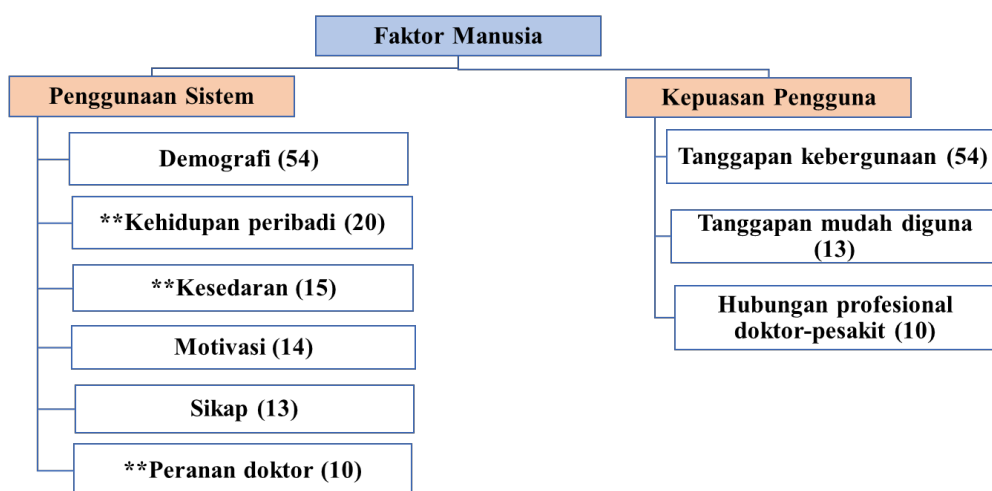 Faktor Manusia
Penggunaan Sistem
Demografi (54)
**Kehidupan peribadi (20)
**Kesedaran (15)
Motivasi (14)
Sikap (13)
**Peranan doktor (10)
Kepuasan Pengguna
Tanggapan kebergunaan (54)
Tanggapan mudah diguna
(13)
Hubungan profesional
doktor-pesakit (10)